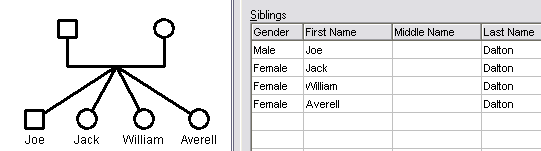 Joe Jack William Averell
Siblings
Gender First Name Middle Name Last Name
Male Joe Dalton
Female Jack Dalton
Female William Dalton
Female Averell Dalton